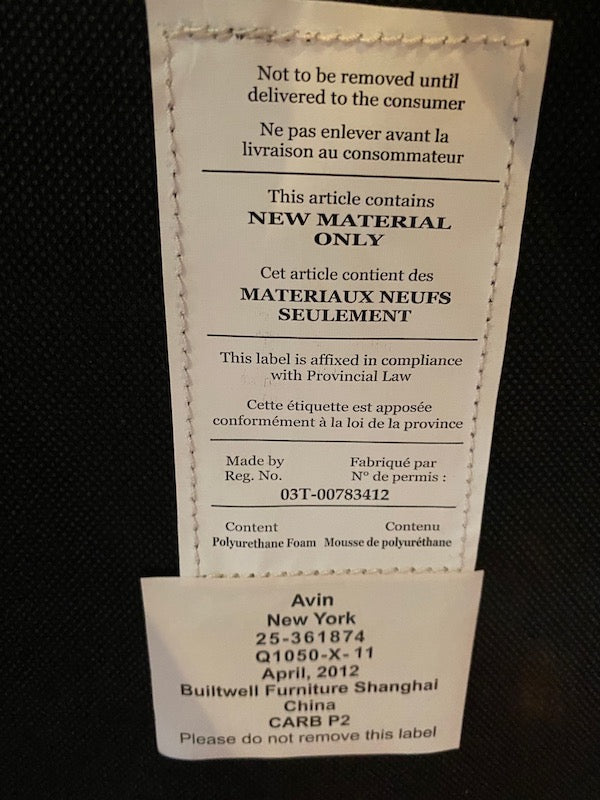 Not to be removed until
delivered to the consumer
Ne pas enlever avant la
livraison au consommateur
This article contains
NEW MATERIAL
ONLY
Cet article contient des
MATERIAUX NEUFS
SEULEMENT
This label is affixed in compliance
with Provincial Law
Cette étiquette est apposée
conformément à la loi de la province
Made by Fabriqué par
Reg. No. Nº de permis :
03T-00783412
Content Contenu
Polyurethane Foam Mousse de polyuréthane
Avin
New York
25-361874
Q1050-X-11
April, 2012
Builtwell Furniture Shanghai
China
CARB P2
Please do not remove this label